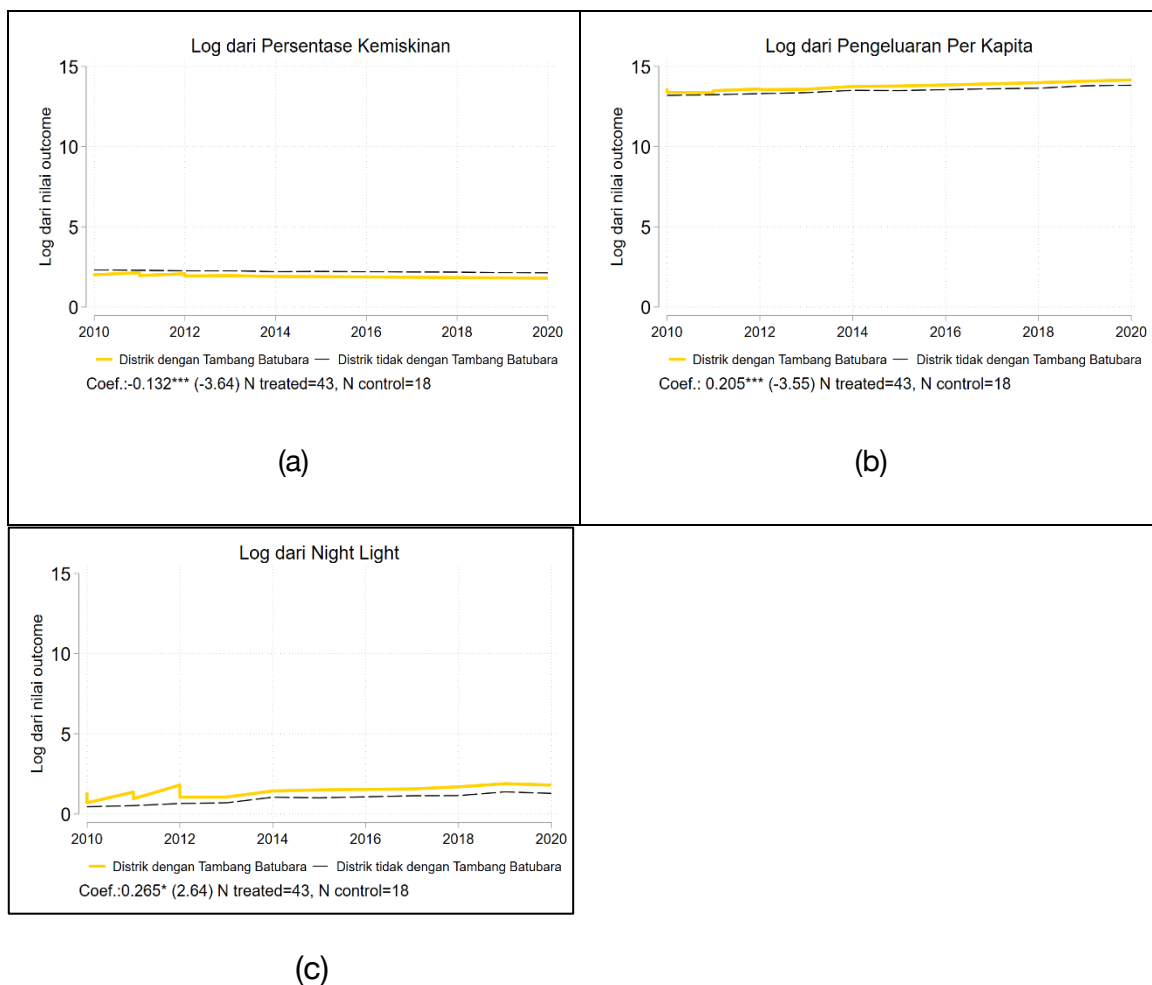 Log dari Persentase Kemiskinan
15
10
5
0
Log dari nilai outcome
2010 2012 2014 2016 2018 2020
Distrik dengan Tambang Batubara Distrik tidak dengan Tambang Batubara
Coef.:-0.132*** (-3.64) N treated=43, N control=18
(a)
Log dari Pengeluaran Per Kapita
15
10
5
0
Log dari nilai outcome
2010 2012 2014 2016 2018 2020
Distrik dengan Tambang Batubara Distrik tidak dengan Tambang Batubara
Coef.: 0.205*** (-3.55) N treated=43, N control=18
(b)
Log dari Night Light
15
10
5
0
Log dari nilai outcome
2010 2012 2014 2016 2018 2020
Distrik dengan Tambang Batubara Distrik tidak dengan Tambang Batubara
Coef.:0.265* (2.64) N treated=43, N control=18
(c)